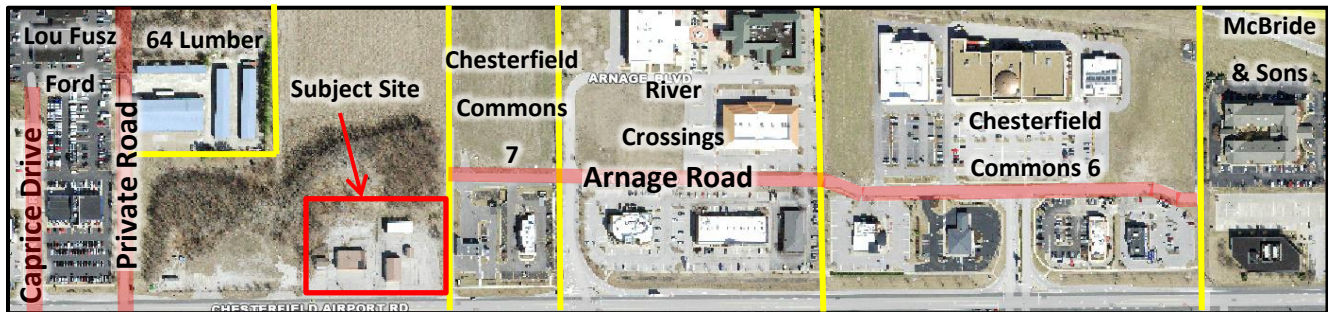 Lou Fusz
Ford
Caprice Drive
Private Road
64 Lumber
Subject Site
Chesterfield
Commons
7
ARNAGE BLVD
River
Crossings
Arnage Road
Chesterfield
Commons 6
McBride
& Sons
CHESTERFIELD AIRPORT RD